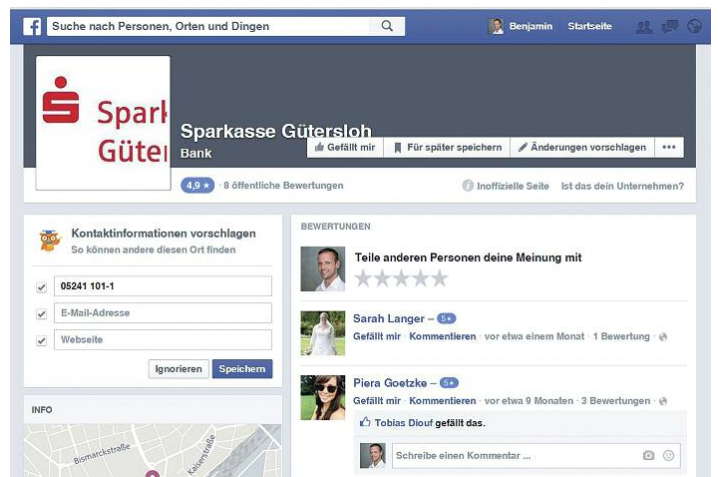 Suche nach Personen, Orten und Dingen
Benjamin Startseite
Spark
Güter
Sparkasse Gütersloh
Bank
Gefällt mir Für später speichern Änderungen vorschlagen
4,9 ★ · 8 öffentliche Bewertungen
Inoffizielle Seite Ist das dein Unternehmen?
Kontaktinformationen vorschlagen
So können andere diesen Ort finden
05241 101-1
E-Mail-Adresse
Webseite
Ignorieren Speichern
INFO
Bismarckstraße
Kaiserstraße
BEWERTUNGEN
Teile anderen Personen deine Meinung mit
Sarah Langer – 5★
Gefällt mir · Kommentieren · vor etwa einem Monat · 1 Bewertung ·
Piera Goetzke – 5★
Gefällt mir · Kommentieren · vor etwa 9 Monaten · 3 Bewertungen ·
Tobias Diouf gefällt das.
Schreibe einen Kommentar ...